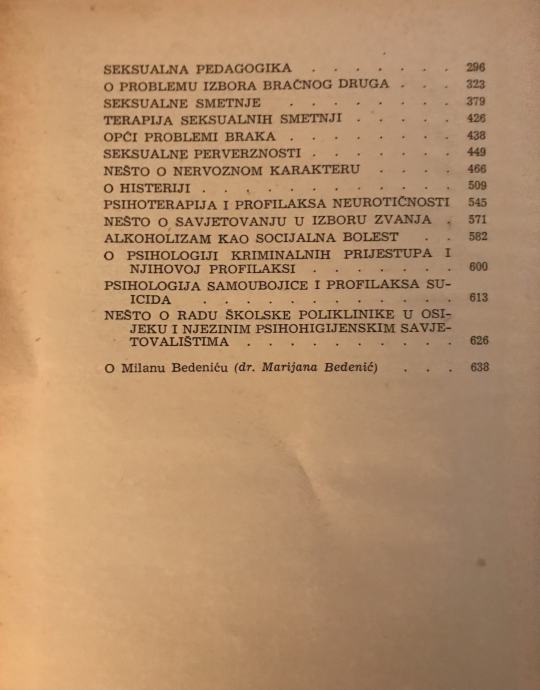 SEKSUALNA PEDAGOGIKA . . . . . . . 296
O PROBLEMU IZBORA BRAČNOG DRUGA . . . 323
SEKSUALNE SMETNJE . . . . . . . . 379
TERAPIJA SEKSUALNIH SMETNJI . . . . . 426
OPĆI PROBLEMI BRAKA . . . . . . . . 438
SEKSUALNE PERVERZNOSTI . . . . . . . 449
NEŠTO O NERVOZNOM KARAKTERU . . . . 466
O HISTERIJI . . . . . . . . . . . . 509
PSIHOTERAPIJA I PROFILAKSA NEUROTIČNOSTI 545
NEŠTO O SAVJETOVANJU U IZBORU ZVANJA . 571
ALKOHOLIZAM KAO SOCIJALNA BOLEST . . 582
O PSIHOLOGIJI KRIMINALNIH PRIJESTUPA I
NJIHOVOJ PROFILAKSI . . . . . . . 600
PSIHOLOGIJA SAMOUBOJICE I PROFILAKSA SU-
ICIDA . . . . . . . . . . . 613
NEŠTO O RADU ŠKOLSKE POLIKLINIKE U OSI-
JEKU I NJEZINIM PSIHOHIGIJENSKIM SAVJE-
TOVALIŠTIMA . . . . . . . . . . 626
O Milanu Bedeniću (dr. Marijana Bedenić) . . . 638